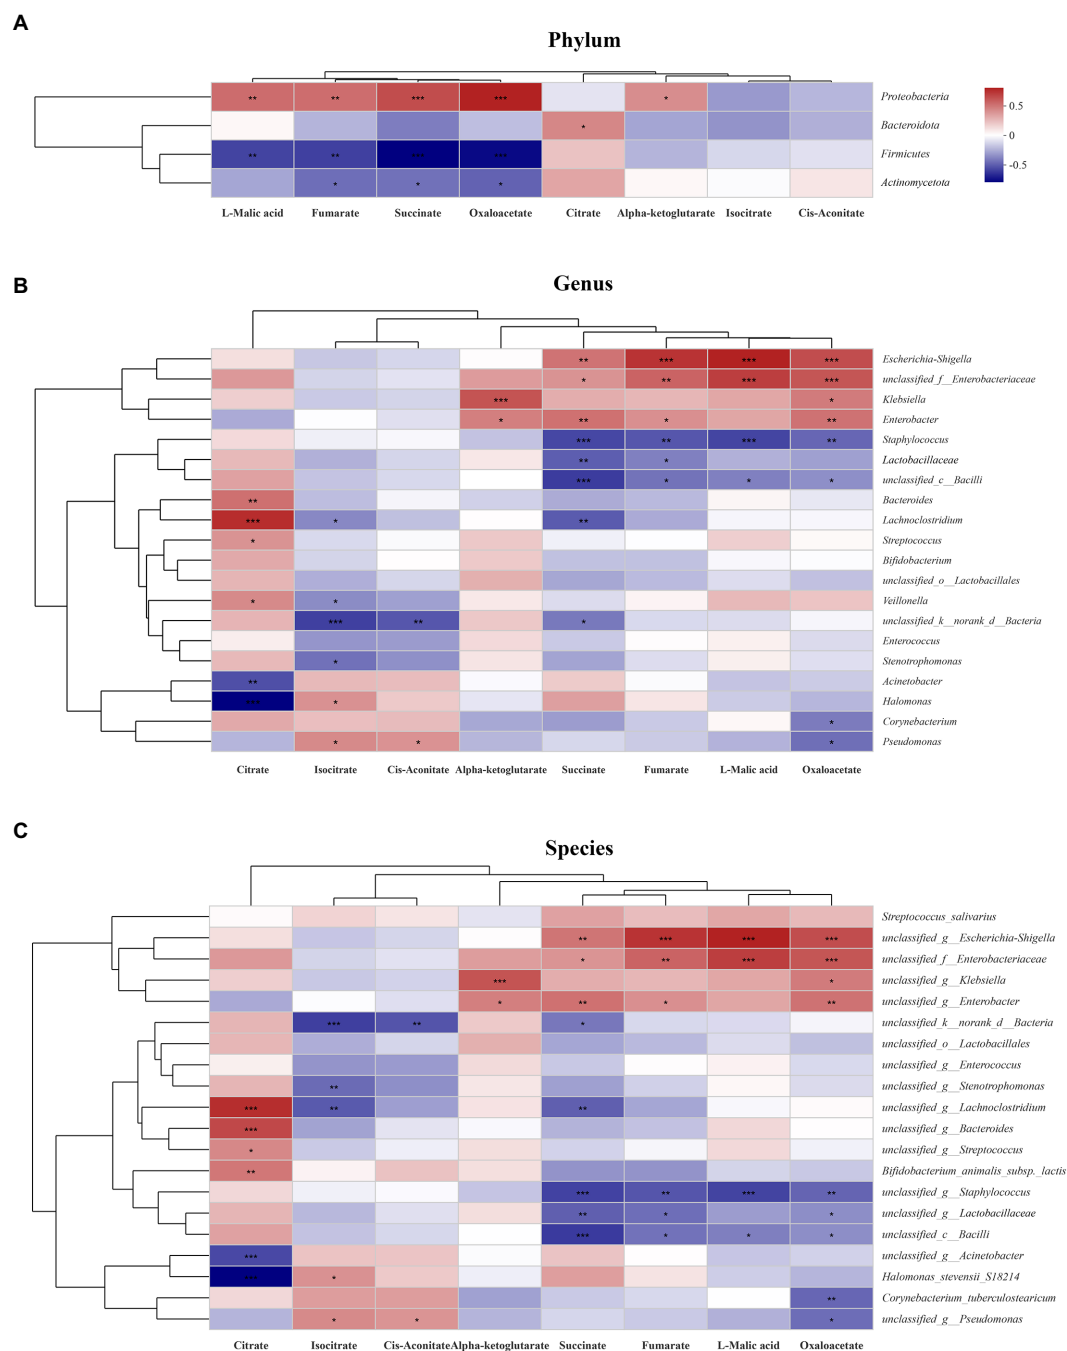 A
Phylum
** ** *** *** * Proteobacteria
* Bacteroidota
** ** *** *** Firmicutes
* * * Actinomycetota
0.5
0
-0.5
L-Malic acid Fumarate Succinate Oxaloacetate Citrate Alpha-ketoglutarate Isocitrate Cis-Aconitate
B
Genus
** *** *** *** Escherichia-Shigella
* ** *** *** unclassified_f__Enterobacteriaceae
*** * Klebsiella
* ** * ** Enterobacter
*** ** *** ** Staphylococcus
** * Lactobacillaceae
*** * * * unclassified_c__Bacilli
** Bacteroides
*** * ** Lachnoclostridium
* Streptococcus
Bifidobacterium
unclassified_o__Lactobacillales
* * Veillonella
*** ** * unclassified_k__norank_d__Bacteria
Enterococcus
* Stenotrophomonas
** Acinetobacter
*** * Halomonas
* Corynebacterium
* * * Pseudomonas
Citrate Isocitrate Cis-Aconitate Alpha-ketoglutarate Succinate Fumarate L-Malic acid Oxaloacetate
C
Species
Streptococcus_salivarius
** *** *** *** unclassified_g__Escherichia-Shigella
* ** *** *** unclassified_f__Enterobacteriaceae
*** * unclassified_g__Klebsiella
* ** * ** unclassified_g__Enterobacter
*** ** * unclassified_k__norank_d__Bacteria
unclassified_o__Lactobacillales
unclassified_g__Enterococcus
** unclassified_g__Stenotrophomonas
*** ** ** unclassified_g__Lachnoclostridium
*** unclassified_g__Bacteroides
* unclassified_g__Streptococcus
** Bifidobacterium_animalis_subsp._lactis
*** ** *** ** unclassified_g__Staphylococcus
** * * unclassified_g__Lactobacillaceae
*** * * * unclassified_c__Bacilli
*** unclassified_g__Acinetobacter
*** * Halomonas_stevensii_S18214
** Corynebacterium_tuberculostearicum
* * * unclassified_g__Pseudomonas
Citrate Isocitrate Cis-Aconitate Alpha-ketoglutarate Succinate Fumarate L-Malic acid Oxaloacetate